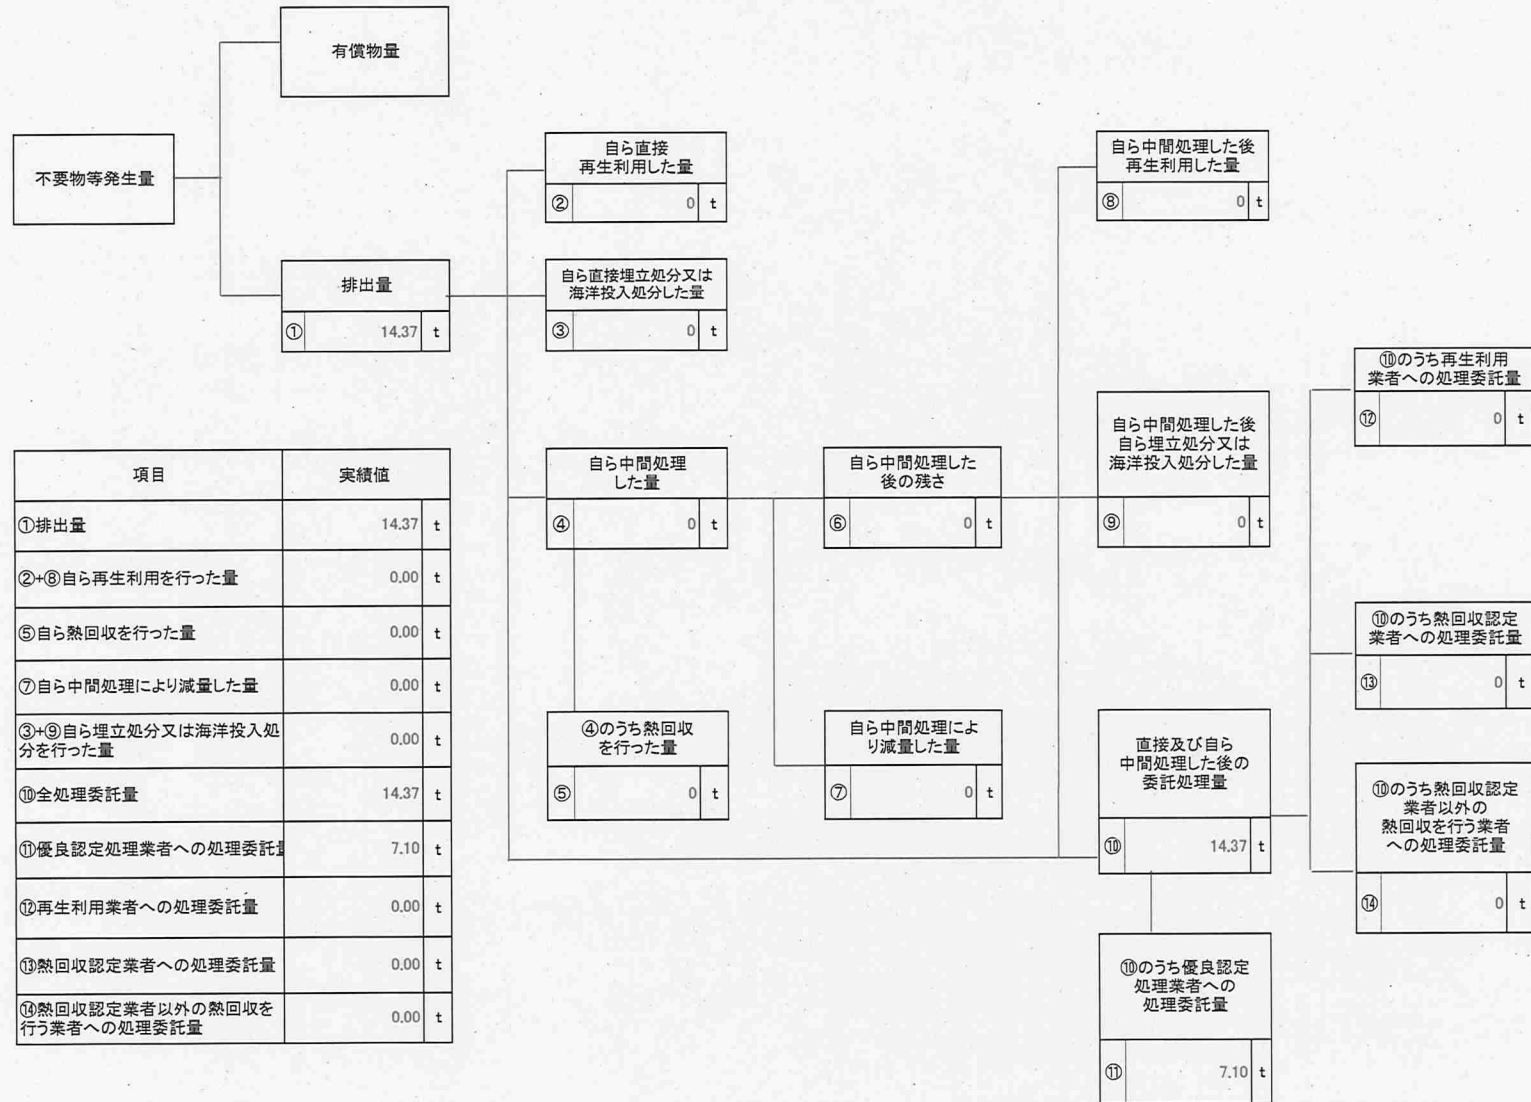 有償物量
不要物等発生量
排出量
① 14.37 t
自ら直接
再生利用した量
② 0 t
自ら直接埋立処分又は
海洋投入処分した量
③ 0 t
自ら中間処理
した量
④ 0 t
④のうち熱回収
を行った量
⑤ 0 t
自ら中間処理した
後の残さ
⑥ 0 t
自ら中間処理によ
り減量した量
⑦ 0 t
自ら中間処理した後
再生利用した量
⑧ 0 t
自ら中間処理した後
自ら埋立処分又は
海洋投入処分した量
⑨ 0 t
直接及び自ら
中間処理した後の
委託処理量
⑩ 14.37 t
⑩のうち優良認定
処理業者への
処理委託量
⑪ 7.10 t
⑩のうち再生利用
業者への処理委託量
⑫ 0 t
⑩のうち熱回収認定
業者への処理委託量
⑬ 0 t
⑩のうち熱回収認定
業者以外の
熱回収を行う業者
への処理委託量
⑭ 0 t
項目 実績値
①排出量 14.37 t
②+⑧自ら再生利用を行った量 0.00 t
⑤自ら熱回収を行った量 0.00 t
⑦自ら中間処理により減量した量 0.00 t
③+⑨自ら埋立処分又は海洋投入処
分を行った量 0.00 t
⑩全処理委託量 14.37 t
⑪優良認定処理業者への処理委託 7.10 t
⑫再生利用業者への処理委託量 0.00 t
⑬熱回収認定業者への処理委託量 0.00 t
⑭熱回収認定業者以外の熱回収を
行う業者への処理委託量 0.00 t